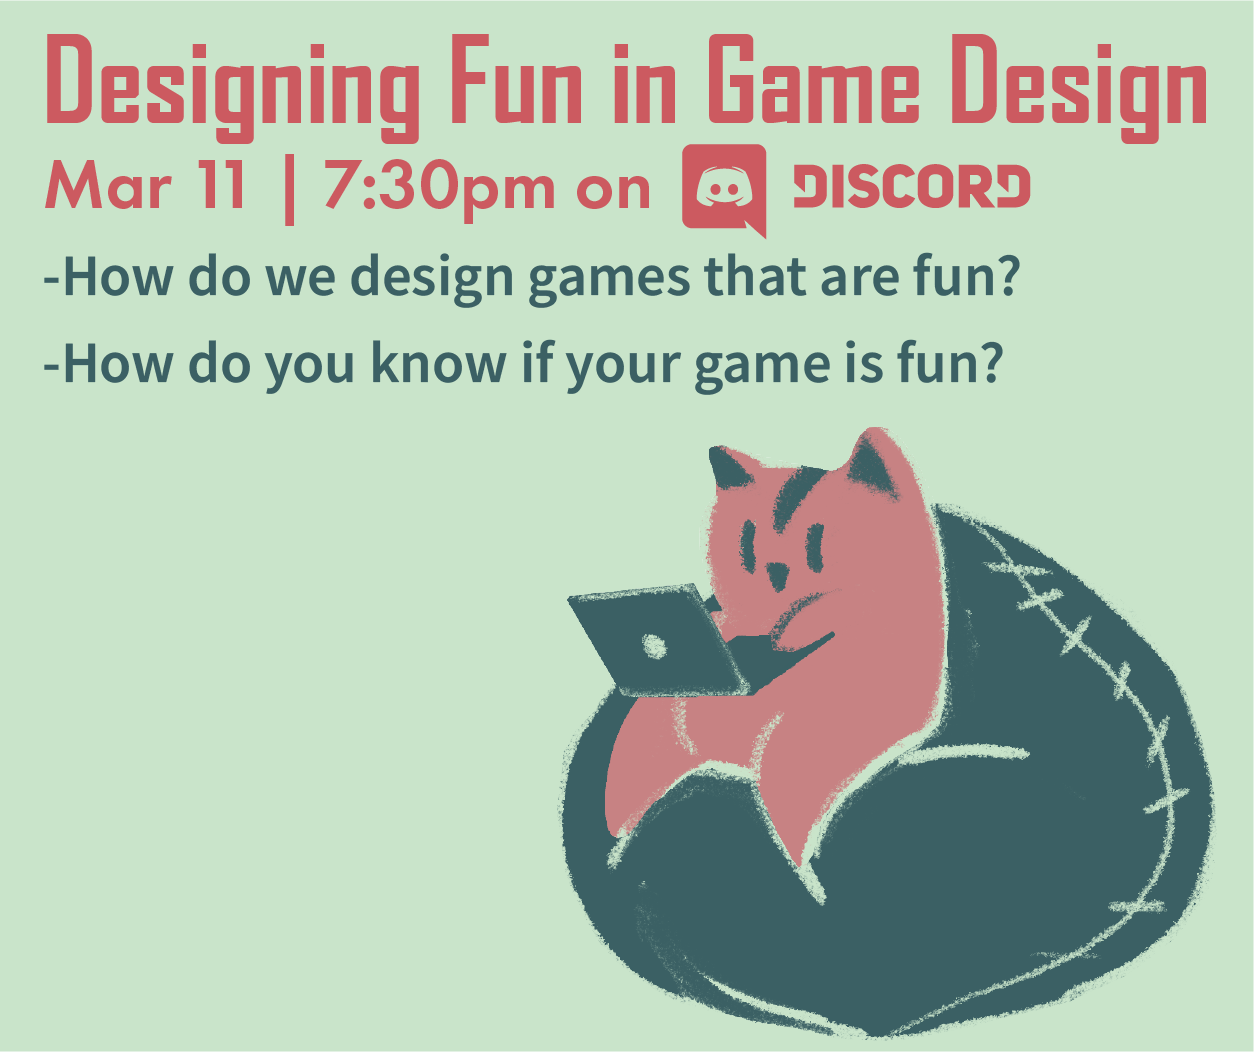 Designing Fun in Game Design
Mar 11 | 7:30pm on DISCORD
-How do we design games that are fun?
-How do you know if your game is fun?